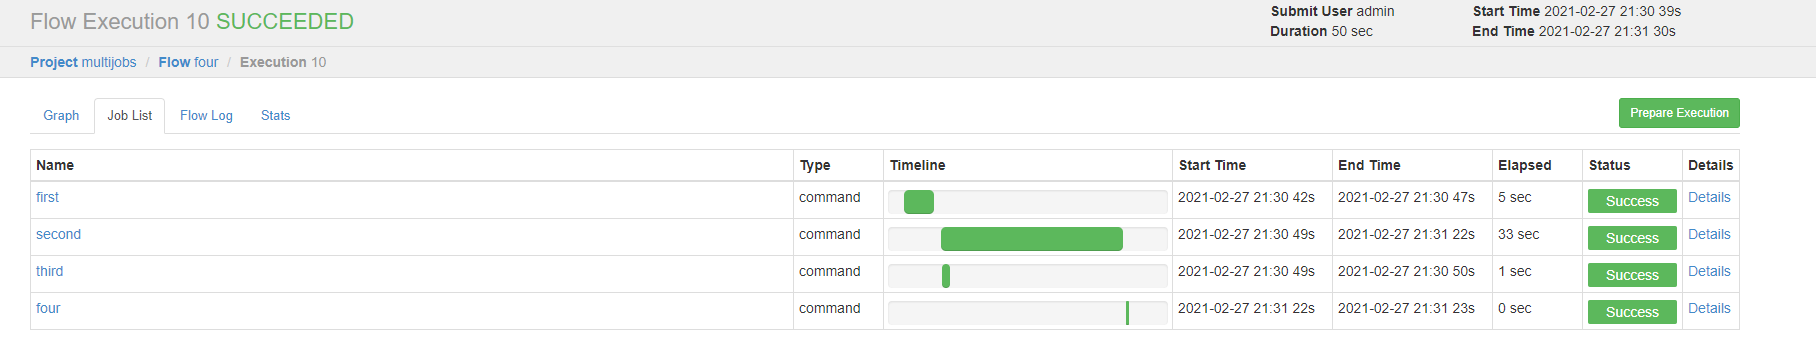 Flow Execution 10 SUCCEEDED
Submit User admin
Start Time 2021-02-27 21:30 39s
Duration 50 sec
End Time 2021-02-27 21:31 30s
Project multijobs / Flow four / Execution 10
Graph Job List Flow Log Stats
Prepare Execution
Name Type Timeline Start Time End Time Elapsed Status Details
first command 2021-02-27 21:30 42s 2021-02-27 21:30 47s 5 sec Success Details
second command 2021-02-27 21:30 49s 2021-02-27 21:31 22s 33 sec Success Details
third command 2021-02-27 21:30 49s 2021-02-27 21:30 50s 1 sec Success Details
four command 2021-02-27 21:31 22s 2021-02-27 21:31 23s 0 sec Success Details